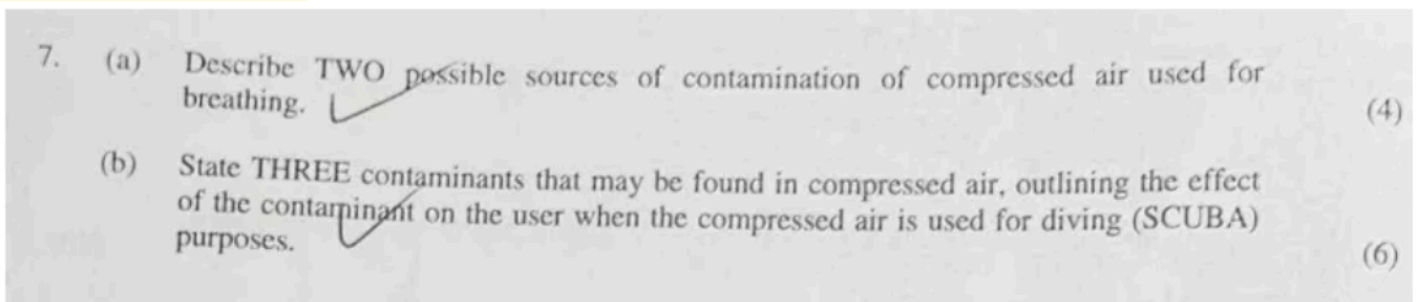 7. (a) Describe TWO possible sources of contamination of compressed air used for
breathing.
(4)
(b) State THREE contaminants that may be found in compressed air, outlining the effect
of the contaminant on the user when the compressed air is used for diving (SCUBA)
purposes.
(6)